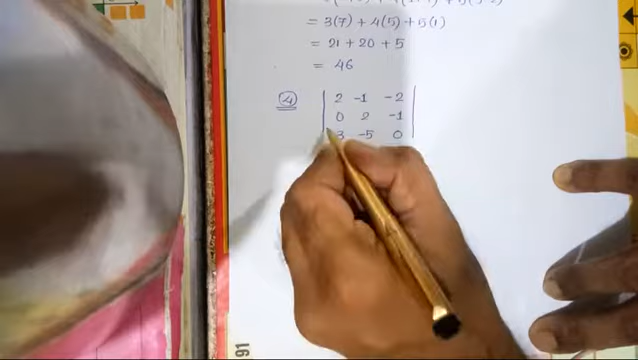 = 3(7) + 4(5) + 5(1)
= 21 + 20 + 5
= 46
4 | 2 -1 -2 |
0 2 -1
3 -5 0
91